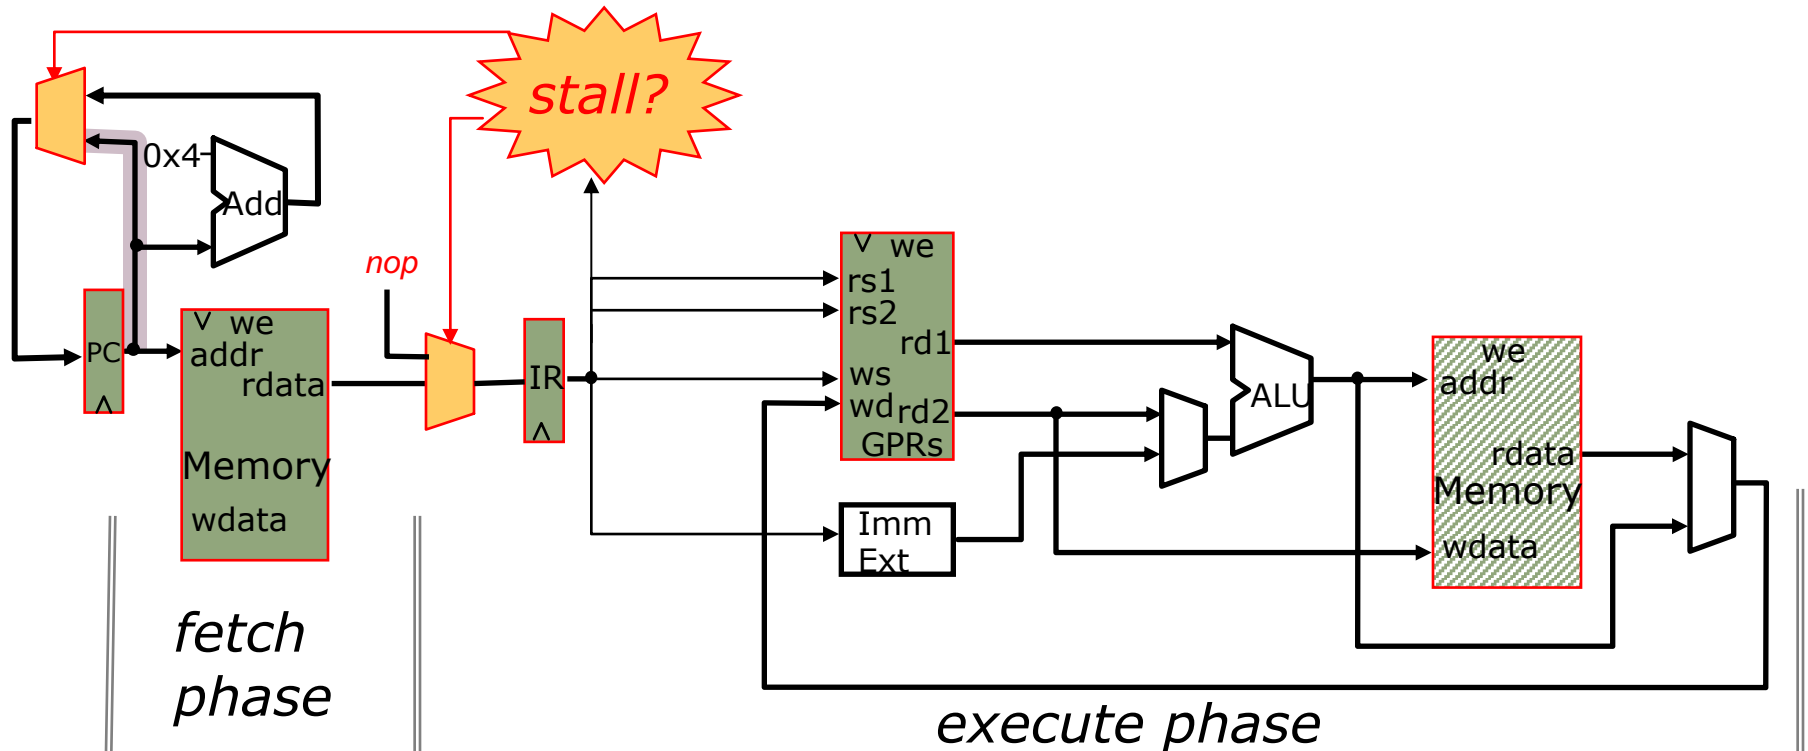 stall?
0x4
Add
nop
PC
we
addr
rdata
Memory
wdata
IR
we
rs1
rs2
rd1
ws
wd
rd2
GPRs
Imm
Ext
ALU
we
addr
rdata
Memory
wdata
fetch
phase
execute phase